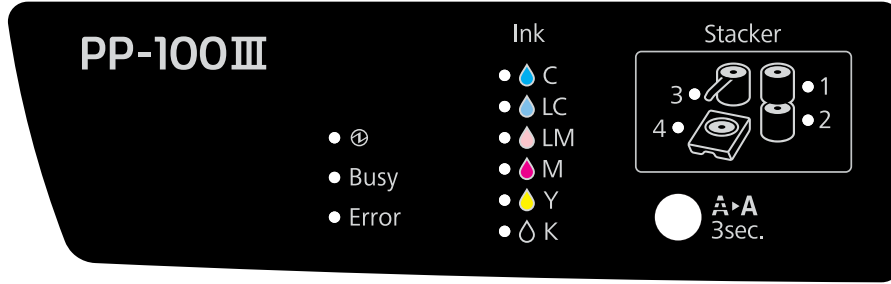 PP-100III
Busy
Error
Ink
C
LC
LM
M
Y
K
Stacker
3
1
4
2
A▸A
3sec.